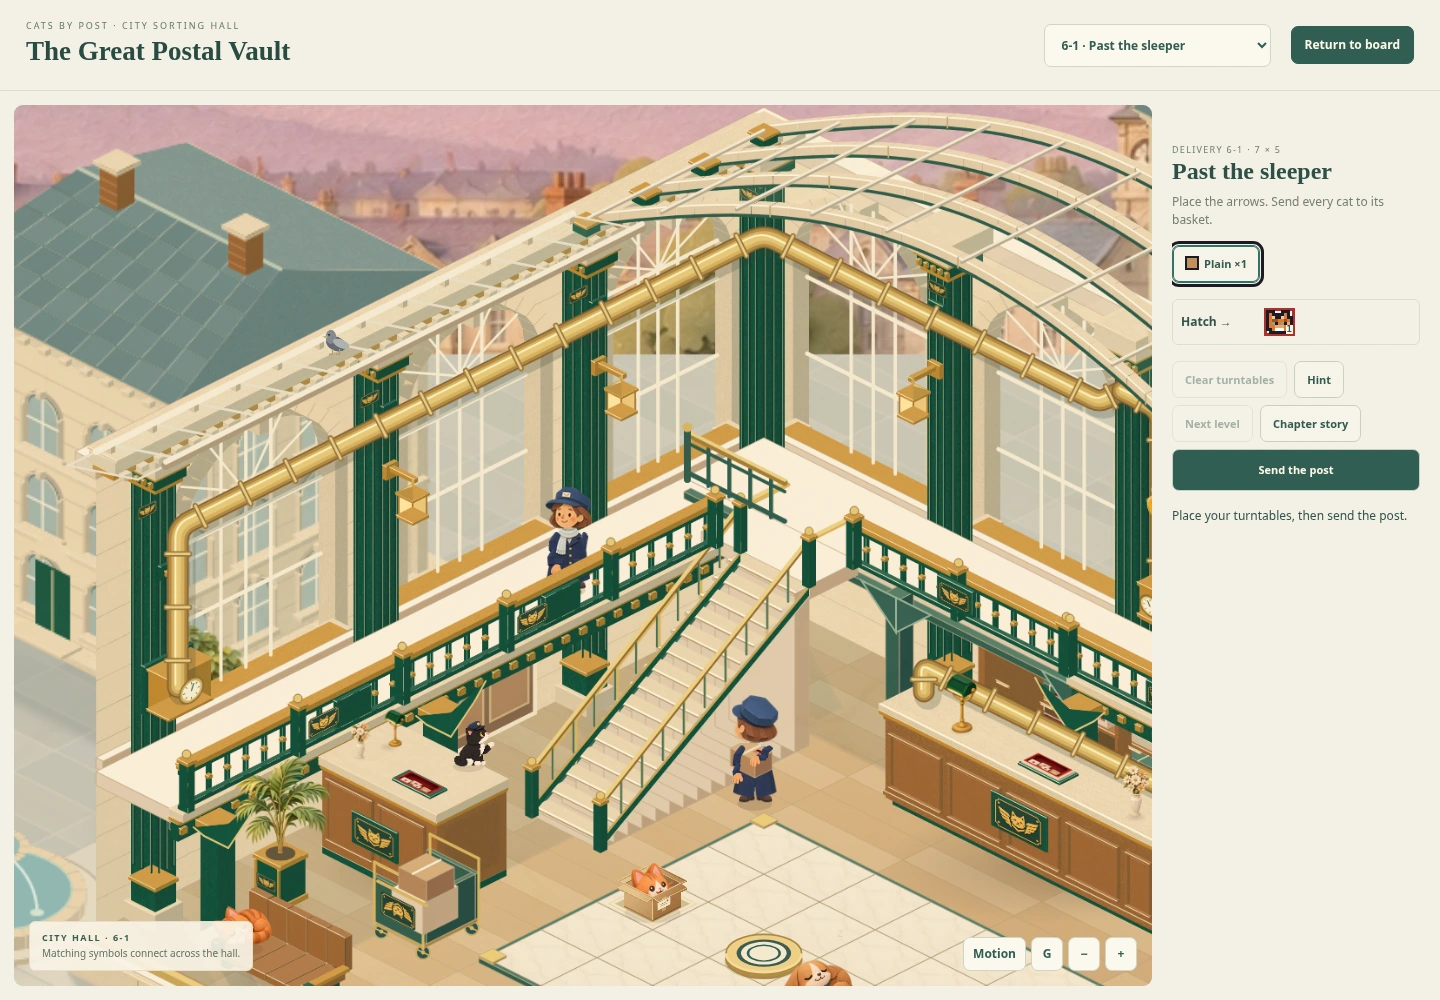 CATS BY POST · CITY SORTING HALL
The Great Postal Vault
6-1 · Past the sleeper
Return to board
DELIVERY 6-1 · 7 × 5
Past the sleeper
Place the arrows. Send every cat to its
basket.
Plain ×1
Hatch →
1
Clear turntables
Hint
Next level
Chapter story
Send the post
Place your turntables, then send the post.
CITY HALL · 6-1
Matching symbols connect across the hall.
Motion
G
−
+